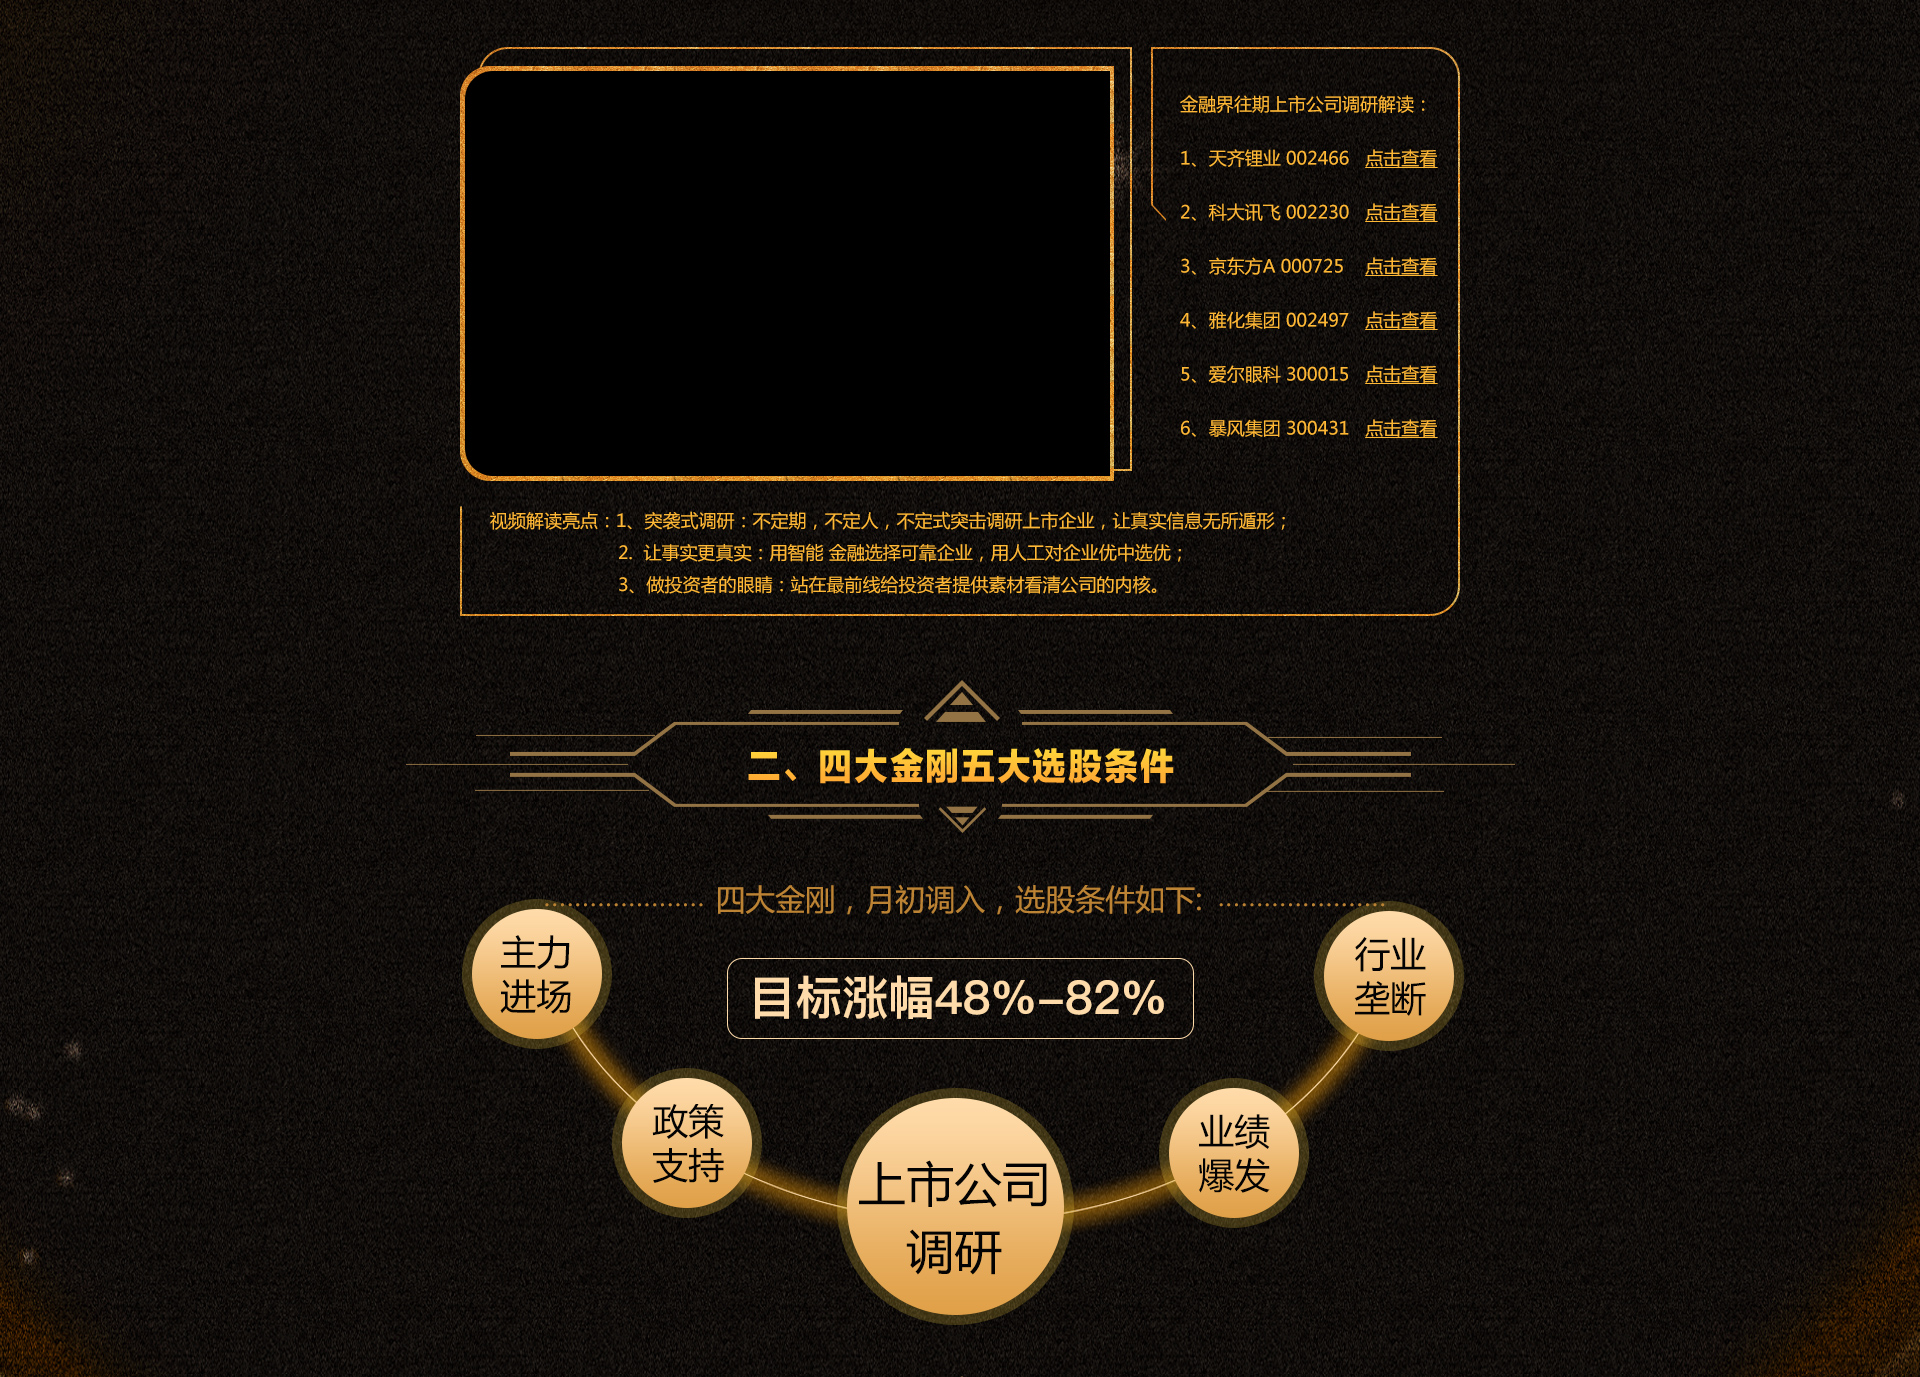 金融界往期上市公司调研解读：
1、天齐锂业 002466 点击查看
2、科大讯飞 002230 点击查看
3、京东方A 000725 点击查看
4、雅化集团 002497 点击查看
5、爱尔眼科 300015 点击查看
6、暴风集团 300431 点击查看
视频解读亮点：1、突袭式调研：不定期，不定人，不定式突击调研上市企业，让真实信息无所遁形；
2. 让事实更真实：用智能 金融选择可靠企业，用人工对企业优中选优；
3、做投资者的眼睛：站在最前线给投资者提供素材看清公司的内核。
二、四大金刚五大选股条件
四大金刚，月初调入，选股条件如下:
目标涨幅48%-82%
主力
进场
政策
支持
上市公司
调研
业绩
爆发
行业
垄断